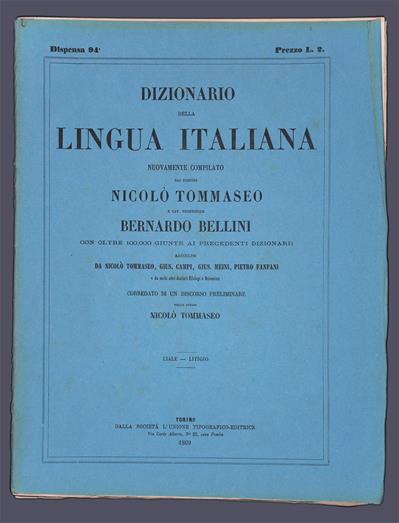 Dispensa 94ª
Prezzo L. 2.
DIZIONARIO
DELLA
LINGUA ITALIANA
NUOVAMENTE COMPILATO
DAI SIGNORI
NICOLÒ TOMMASEO
E CAV. PROFESSORE
BERNARDO BELLINI
CON OLTRE 100,000 GIUNTE AI PRECEDENTI DIZIONARII
RACCOLTE
DA NICOLÒ TOMMASEO, GIUS. CAMPI, GIUS. MEINI, PIETRO FANFANI
e da molti altri distinti Filologi e Scienziati
CORREDATO DI UN DISCORSO PRELIMINARE
DELLO STESSO
NICOLÒ TOMMASEO
LIALE — LITIGIO
TORINO
DALLA SOCIETÀ L'UNIONE TIPOGRAFICO-EDITRICE
Via Carlo Alberto, Nº 33, casa Pomba
1869